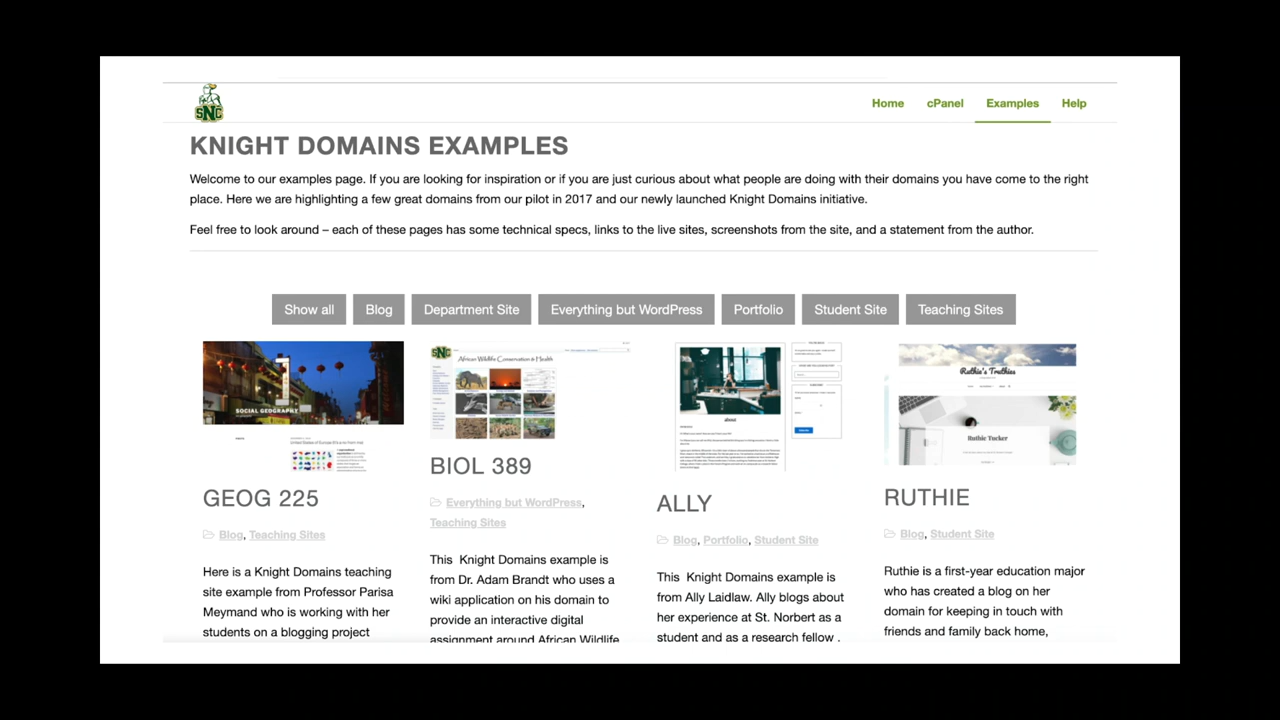 SNC
Home cPanel Examples Help
KNIGHT DOMAINS EXAMPLES
Welcome to our examples page. If you are looking for inspiration or if you are just curious about what people are doing with their domains you have come to the right
place. Here we are highlighting a few great domains from our pilot in 2017 and our newly launched Knight Domains initiative.
Feel free to look around – each of these pages has some technical specs, links to the live sites, screenshots from the site, and a statement from the author.
Show all Blog Department Site Everything but WordPress Portfolio Student Site Teaching Sites
SOCIAL GEOGRAPHY
GEOG 225
Blog, Teaching Sites
Here is a Knight Domains teaching
site example from Professor Parisa
Meymand who is working with her
students on a blogging project
African Wildlife Conservation & Health
BIOL 389
Everything but WordPress,
Teaching Sites
This Knight Domains example is
from Dr. Adam Brandt who uses a
wiki application on his domain to
provide an interactive digital
assignment around African Wildlife
ALLY
Blog, Portfolio, Student Site
This Knight Domains example is
from Ally Laidlaw. Ally blogs about
her experience at St. Norbert as a
student and as a research fellow .
Ruthie's Truthies
Ruthie Tucker
RUTHIE
Blog, Student Site
Ruthie is a first-year education major
who has created a blog on her
domain for keeping in touch with
friends and family back home,